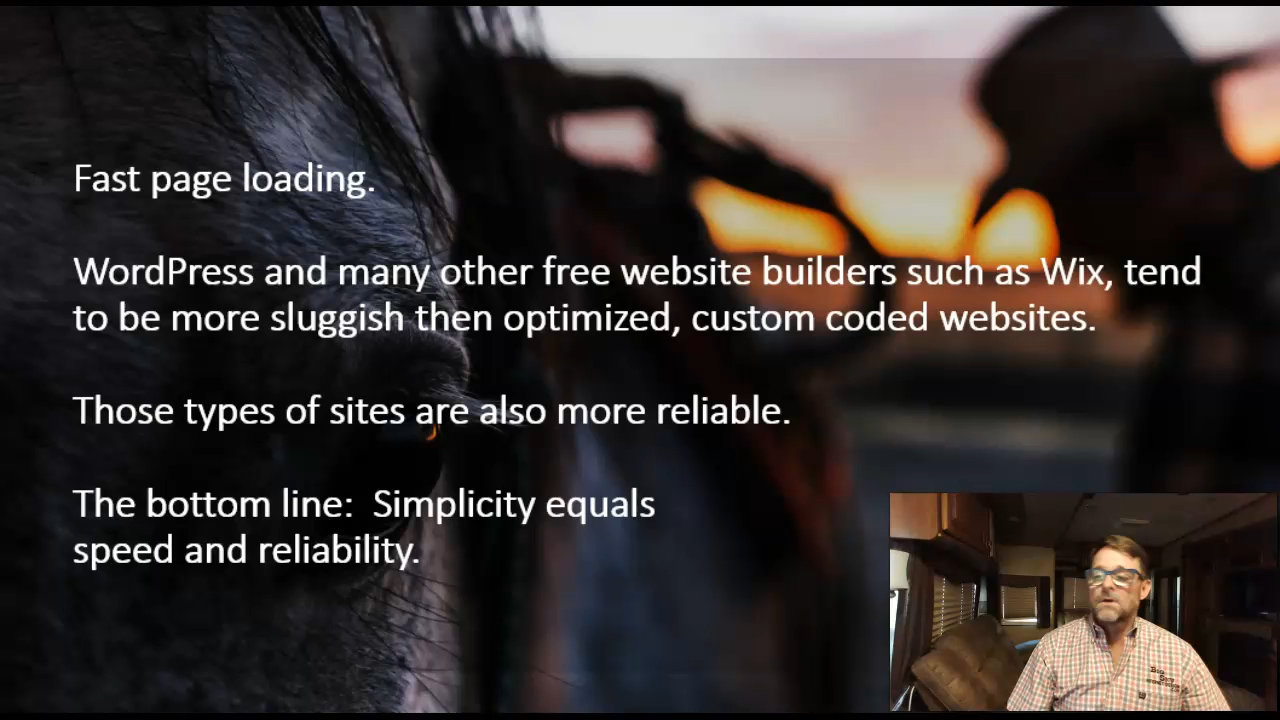 Fast page loading.
WordPress and many other free website builders such as Wix, tend
to be more sluggish then optimized, custom coded websites.
Those types of sites are also more reliable.
The bottom line:  Simplicity equals
speed and reliability.